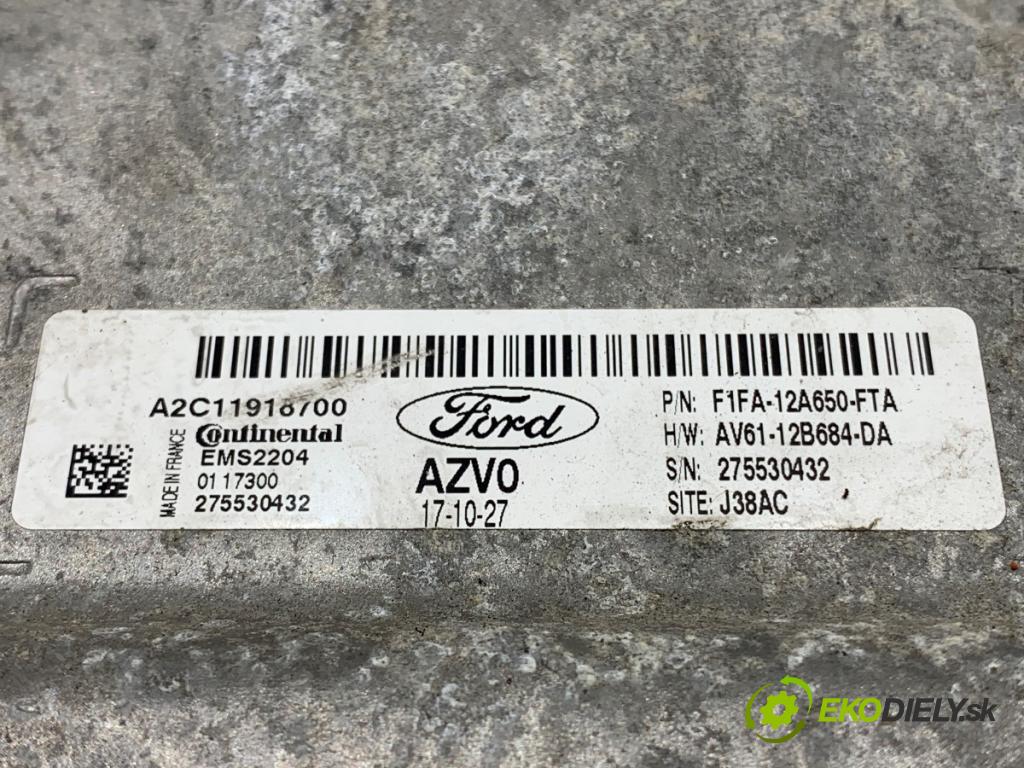 A2C11918700
Continental
EMS2204
01 17300
275530432
MADE IN FRANCE
Ford
AZVO
17-10-27
P/N: F1FA-12A650-FTA
H/W: AV61-12B684-DA
S/N: 275530432
SITE: J38AC
EKODIELY.sk